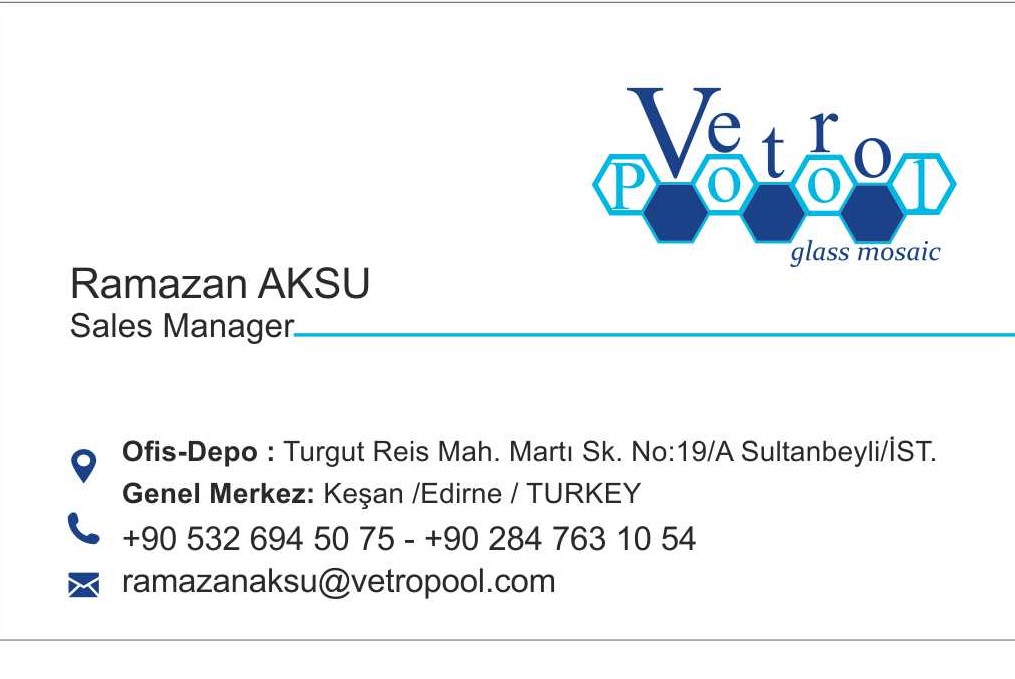 Vetro
Pool
glass mosaic
Ramazan AKSU
Sales Manager
Ofis-Depo : Turgut Reis Mah. Martı Sk. No:19/A Sultanbeyli/İST.
Genel Merkez: Keşan /Edirne / TURKEY
+90 532 694 50 75 - +90 284 763 10 54
ramazanaksu@vetropool.com